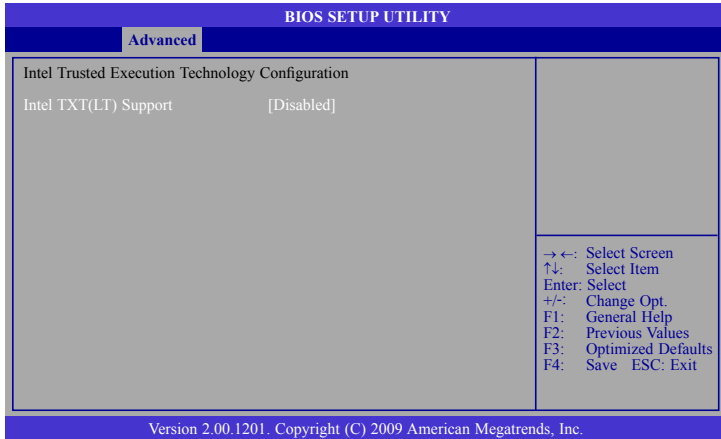 BIOS SETUP UTILITY
Advanced
Intel Trusted Execution Technology Configuration
Intel TXT(LT) Support [Disabled]
→←: Select Screen
↑↓: Select Item
Enter: Select
+/-: Change Opt.
F1: General Help
F2: Previous Values
F3: Optimized Defaults
F4: Save ESC: Exit
Version 2.00.1201. Copyright (C) 2009 American Megatrends, Inc.